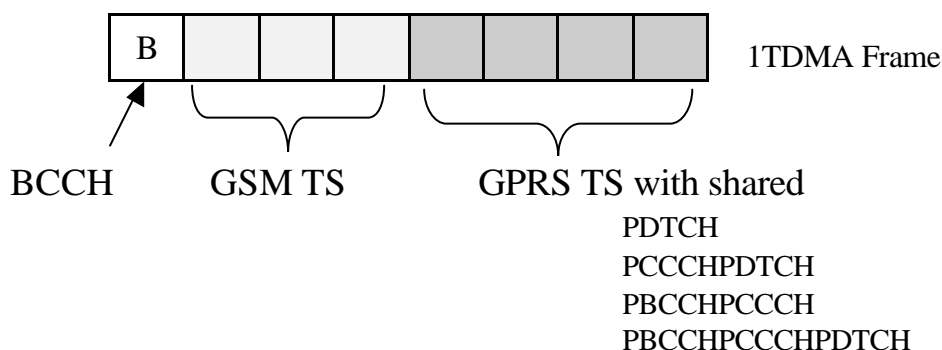 B
1TDMA Frame
BCCH GSM TS GPRS TS with shared
PDTCH
PCCCHPDTCH
PBCCHPCCCH
PBCCHPCCCHPDTCH